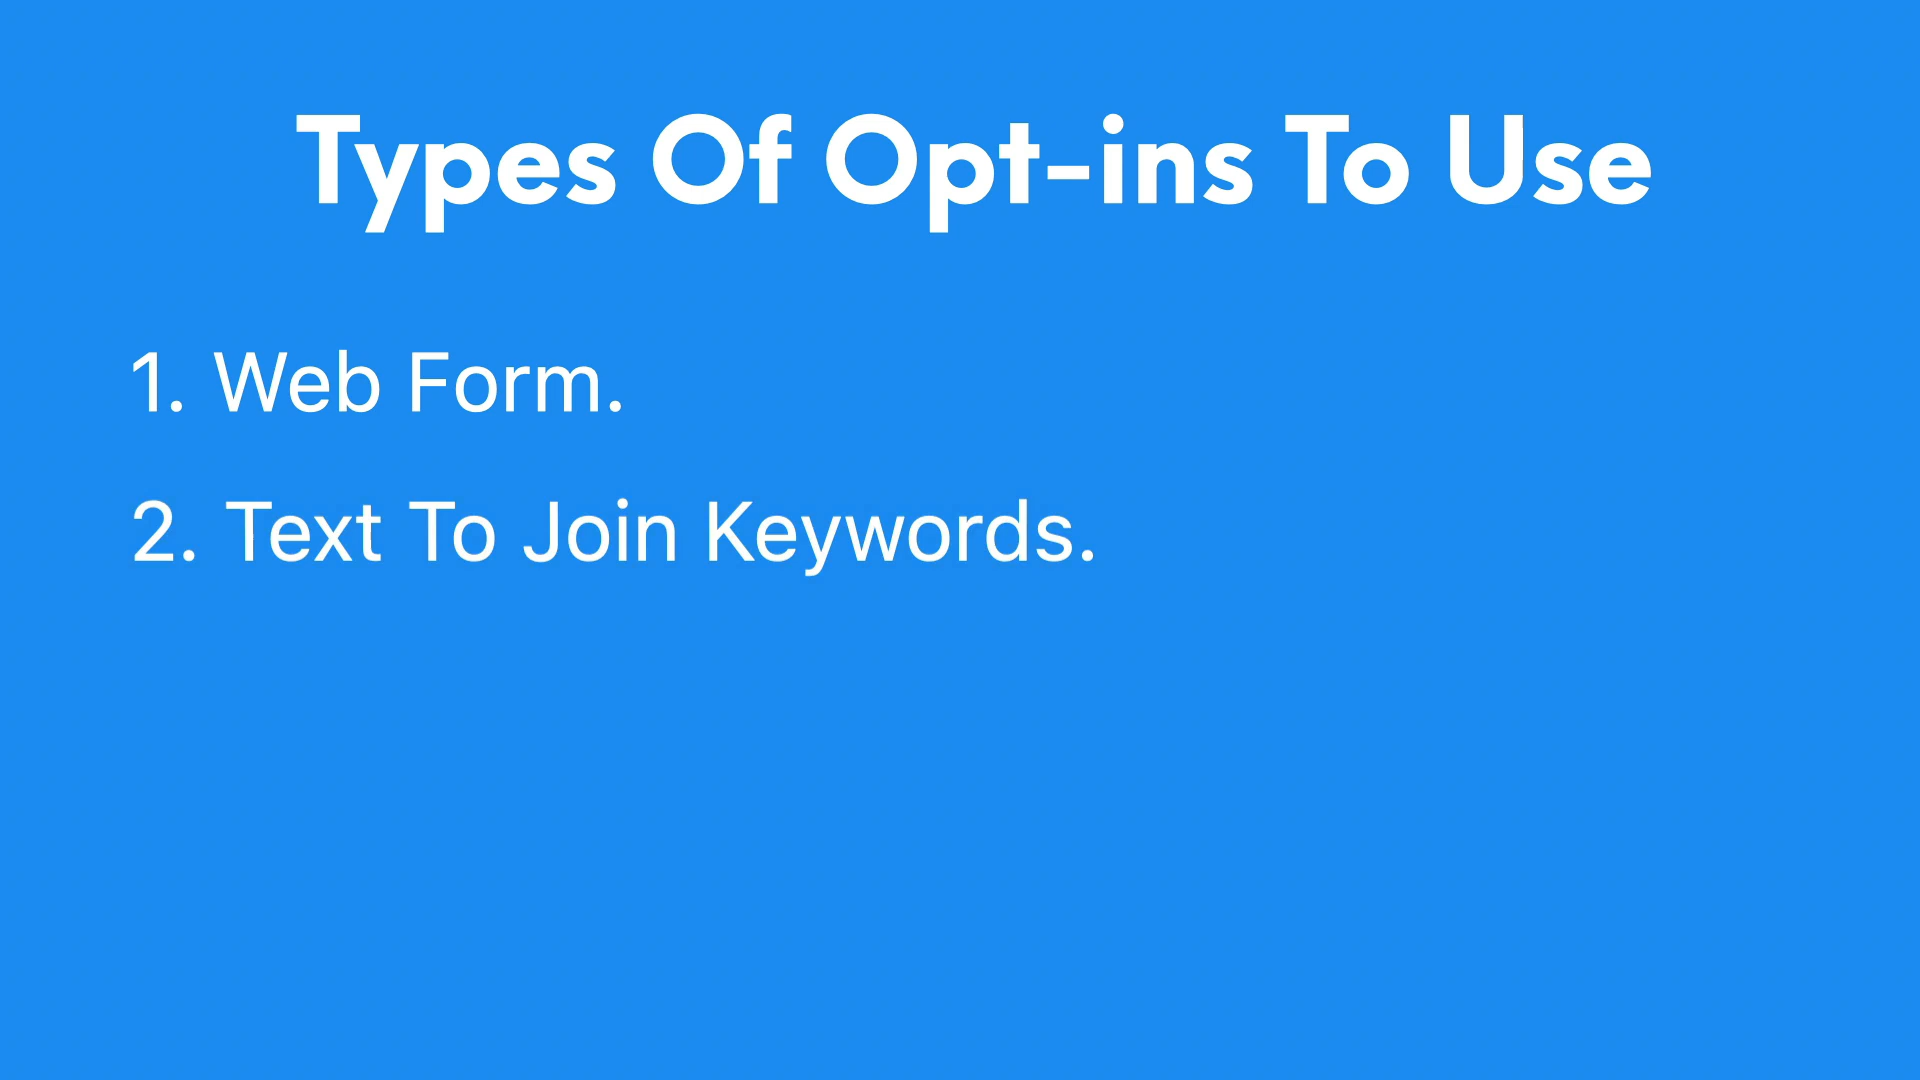 Types Of Opt-ins To Use
1. Web Form.
2. Text To Join Keywords.